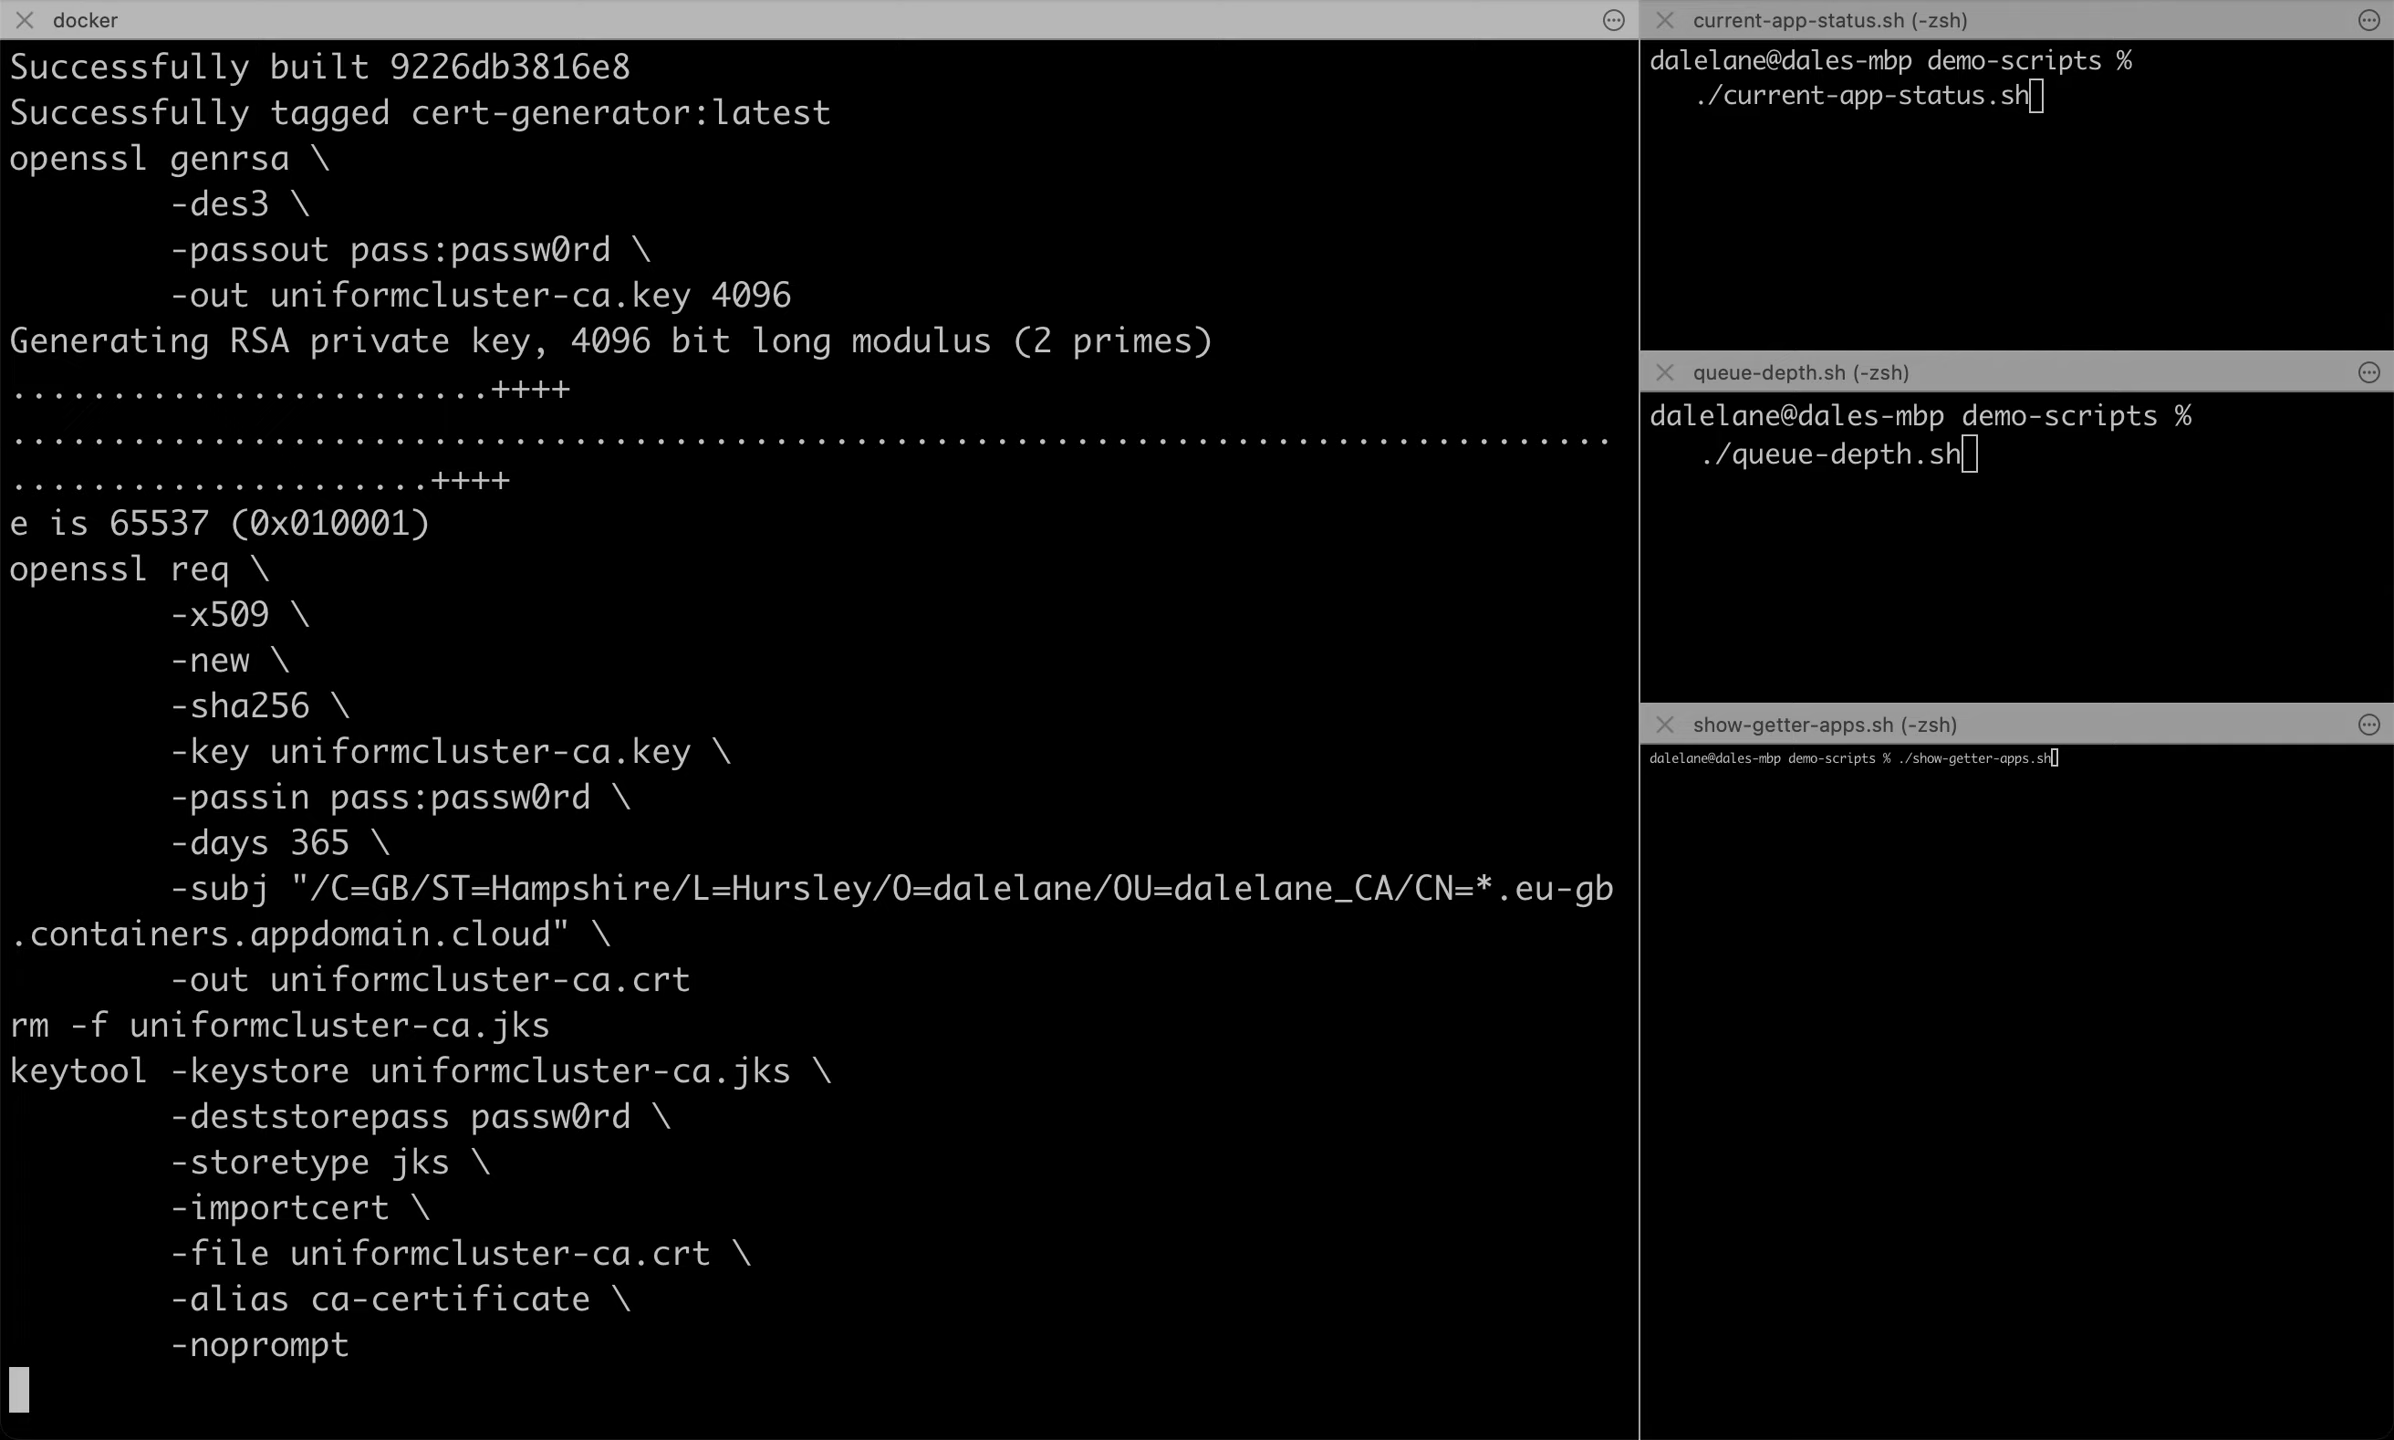 docker
Successfully built 9226db3816e8
Successfully tagged cert-generator:latest
openssl genrsa \
        -des3 \
        -passout pass:passw0rd \
        -out uniformcluster-ca.key 4096
Generating RSA private key, 4096 bit long modulus (2 primes)
........................++++
................................................................................
.....................++++
e is 65537 (0x010001)
openssl req \
        -x509 \
        -new \
        -sha256 \
        -key uniformcluster-ca.key \
        -passin pass:passw0rd \
        -days 365 \
        -subj "/C=GB/ST=Hampshire/L=Hursley/O=dalelane/OU=dalelane_CA/CN=*.eu-gb
.containers.appdomain.cloud" \
        -out uniformcluster-ca.crt
rm -f uniformcluster-ca.jks
keytool -keystore uniformcluster-ca.jks \
        -deststorepass passw0rd \
        -storetype jks \
        -importcert \
        -file uniformcluster-ca.crt \
        -alias ca-certificate \
        -noprompt
current-app-status.sh (-zsh)
dalelane@dales-mbp demo-scripts %
   ./current-app-status.sh
queue-depth.sh (-zsh)
dalelane@dales-mbp demo-scripts %
   ./queue-depth.sh
show-getter-apps.sh (-zsh)
dalelane@dales-mbp demo-scripts % ./show-getter-apps.sh